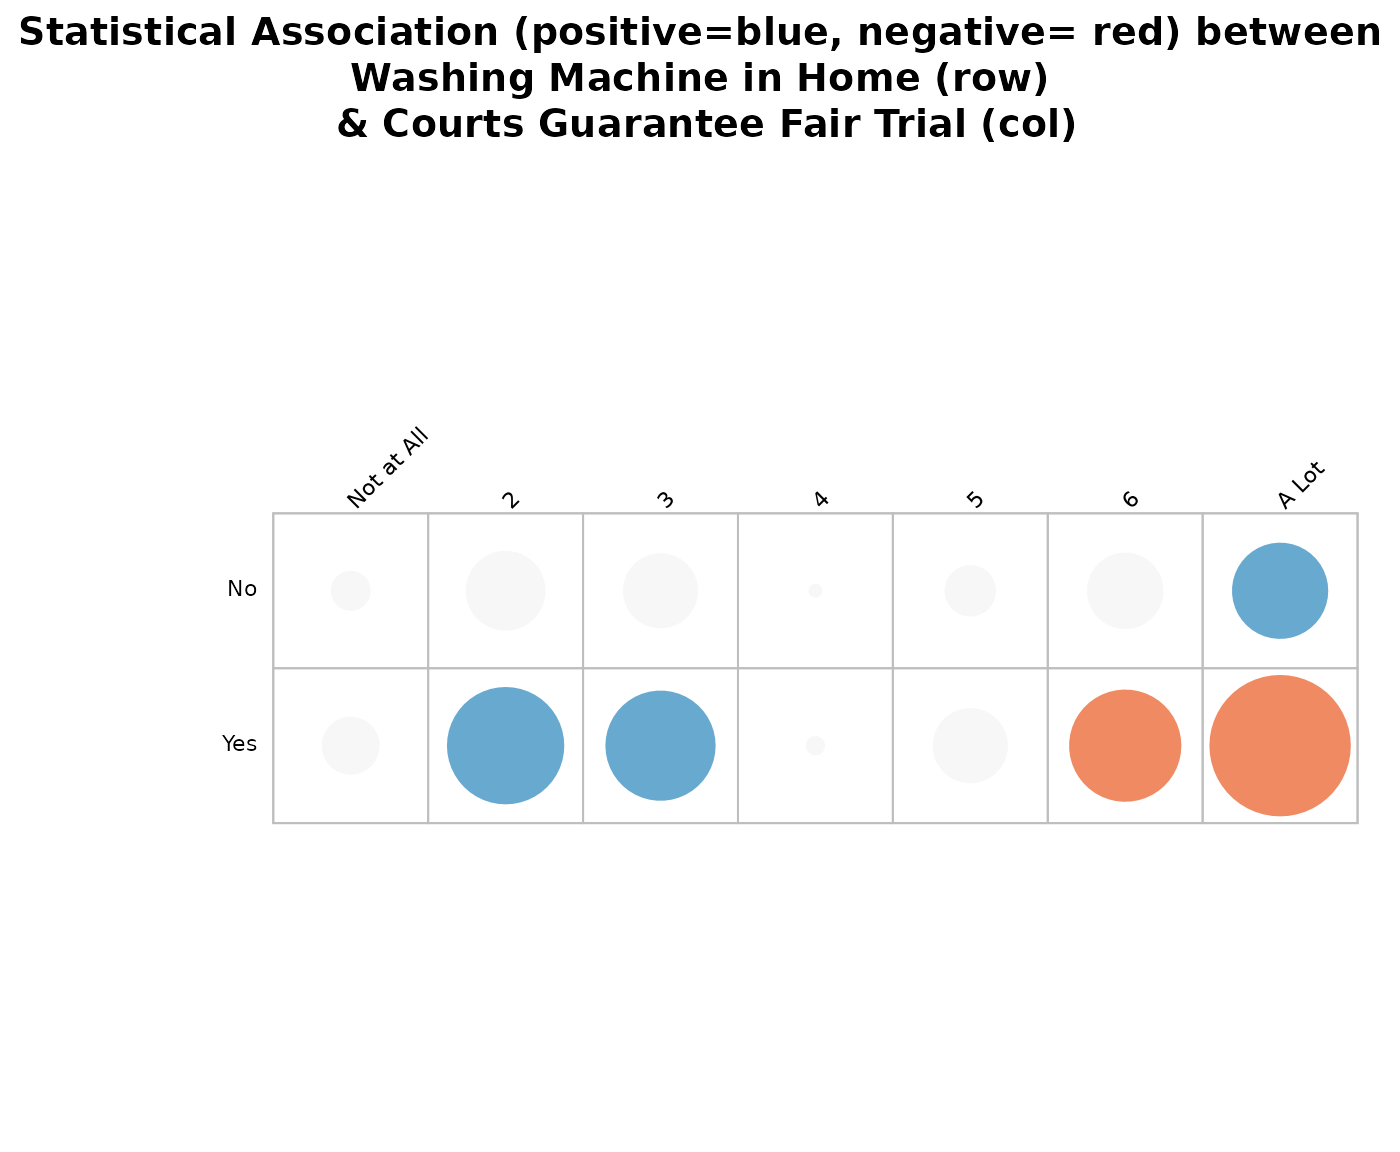 Statistical Association (positive=blue, negative= red) between
Washing Machine in Home (row)
& Courts Guarantee Fair Trial (col)
Not at All 2 3 4 5 6 A Lot
No
Yes